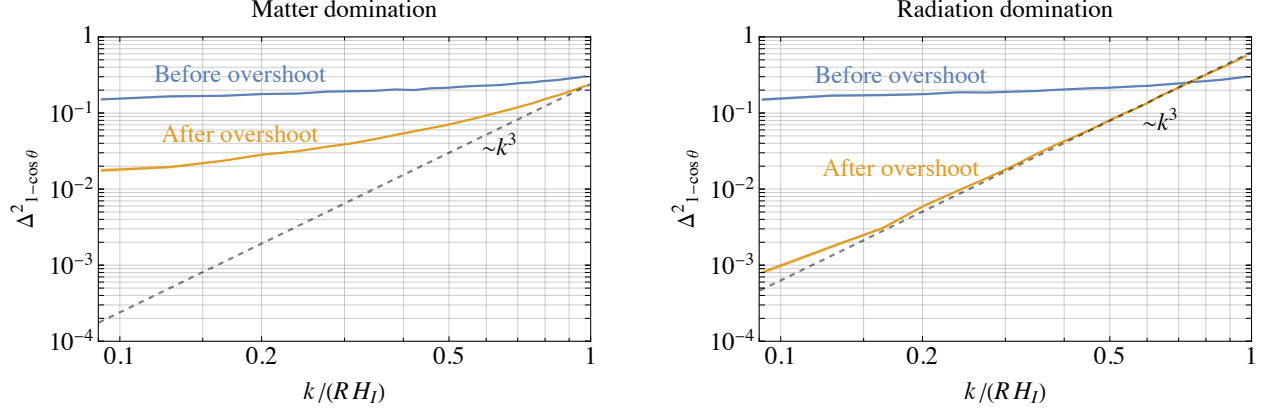 Matter domination
1
10⁻¹
10⁻²
10⁻³
10⁻⁴
Δ²₁₋cos θ
Before overshoot
After overshoot
~k³
0.1 0.2 0.5 1
k/(R H_I)
Radiation domination
1
10⁻¹
10⁻²
10⁻³
10⁻⁴
Δ²₁₋cos θ
Before overshoot
~k³
After overshoot
0.1 0.2 0.5 1
k/(R H_I)